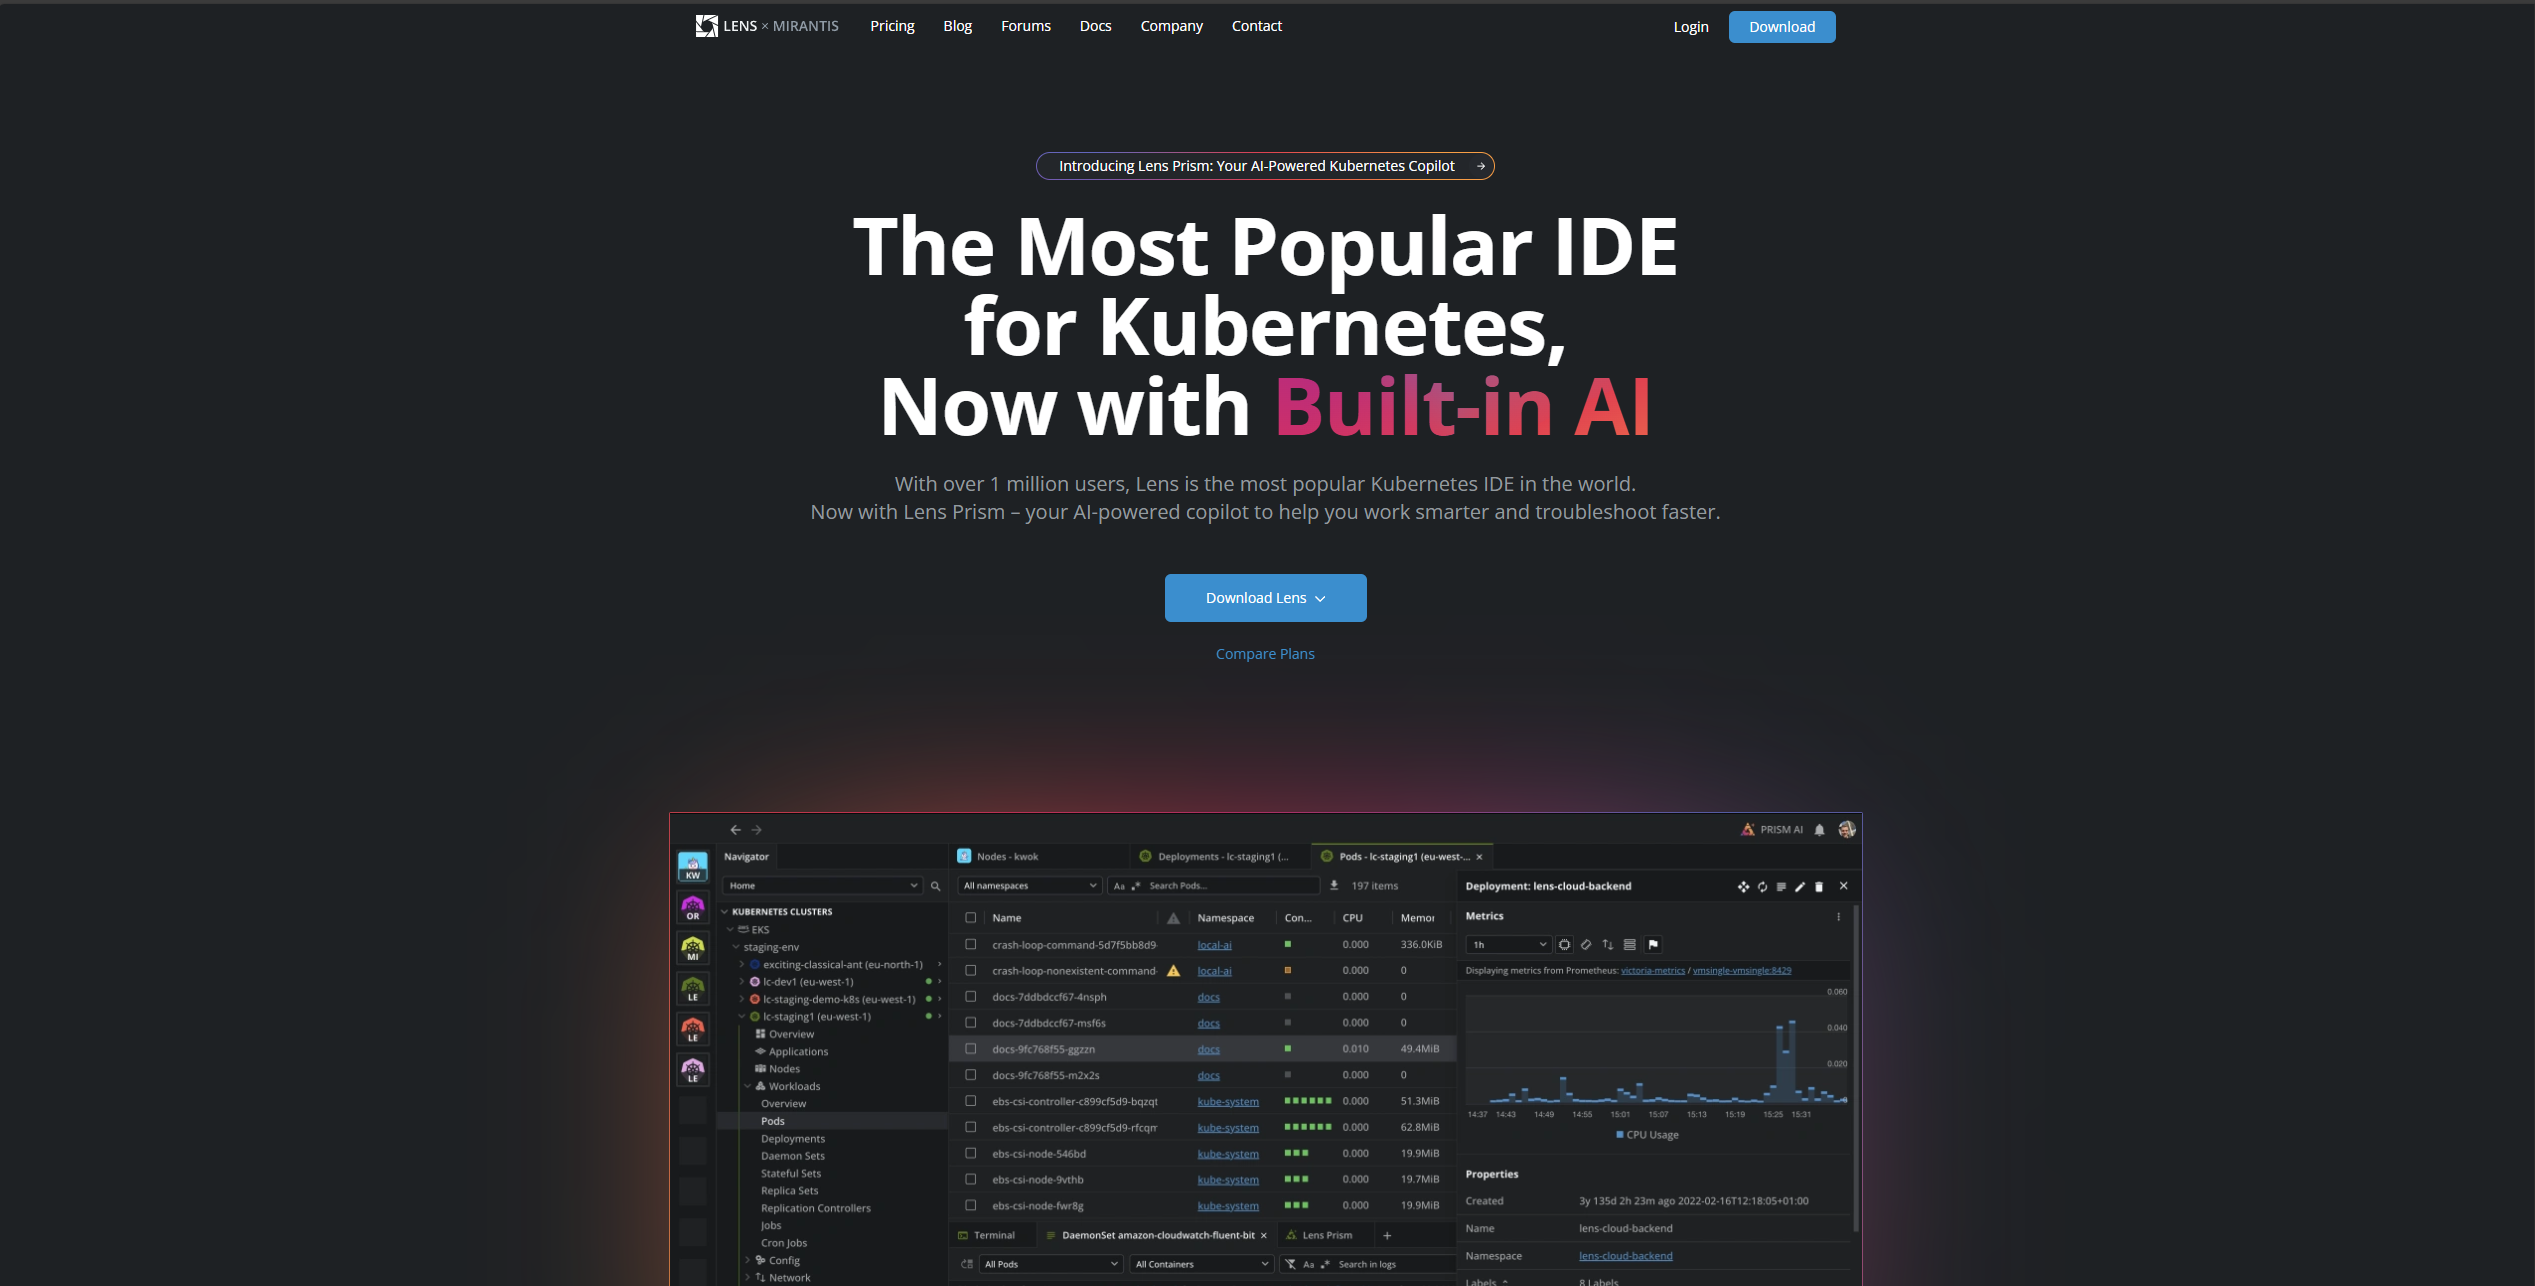 LENS × MIRANTIS Pricing Blog Forums Docs Company Contact Login Download
Introducing Lens Prism: Your AI-Powered Kubernetes Copilot →
The Most Popular IDE
for Kubernetes,
Now with Built-in AI
With over 1 million users, Lens is the most popular Kubernetes IDE in the world.
Now with Lens Prism – your AI-powered copilot to help you work smarter and troubleshoot faster.
Download Lens
Compare Plans
PRISM AI
KW
OR
MI
LE
LE
LE
Navigator
Home
KUBERNETES CLUSTERS
EKS
staging-env
exciting-classical-ant (eu-north-1)
lc-dev1 (eu-west-1)
lc-staging-demo-k8s (eu-west-1)
lc-staging1 (eu-west-1)
Overview
Applications
Nodes
Workloads
Overview
Pods
Deployments
Daemon Sets
Stateful Sets
Replica Sets
Replication Controllers
Jobs
Cron Jobs
Config
Network
Nodes - kwok Deployments - lc-staging1 (... Pods - lc-staging1 (eu-west-...
All namespaces Aa .* Search Pods... 197 items
Name Namespace Con... CPU Memor
crash-loop-command-5d7f5bb8d9- local-ai 0.000 336.0KiB
crash-loop-nonexistent-command- local-ai 0.000 0
docs-7ddbdccf67-4nsph docs 0.000 0
docs-7ddbdccf67-msf6s docs 0.000 0
docs-9fc768f55-ggzzn docs 0.010 49.4MiB
docs-9fc768f55-m2x2s docs 0.000 0
ebs-csi-controller-c899cf5d9-bqzqt kube-system 0.000 51.3MiB
ebs-csi-controller-c899cf5d9-rfcqm kube-system 0.000 62.8MiB
ebs-csi-node-546bd kube-system 0.000 19.9MiB
ebs-csi-node-9vthb kube-system 0.000 19.7MiB
ebs-csi-node-fwr8g kube-system 0.000 19.9MiB
Terminal DaemonSet amazon-cloudwatch-fluent-bit Lens Prism +
All Pods All Containers Aa .* Search in logs
Deployment: lens-cloud-backend
Metrics
1h
Displaying metrics from Prometheus: victoria-metrics / vmsingle-vmsingle:8429
0.060
0.040
0.020
0
14:37 14:43 14:49 14:55 15:01 15:07 15:13 15:19 15:25 15:31
CPU Usage
Properties
Created 3y 135d 2h 23m ago 2022-02-16T12:18:05+01:00
Name lens-cloud-backend
Namespace lens-cloud-backend
Labels 8 Labels